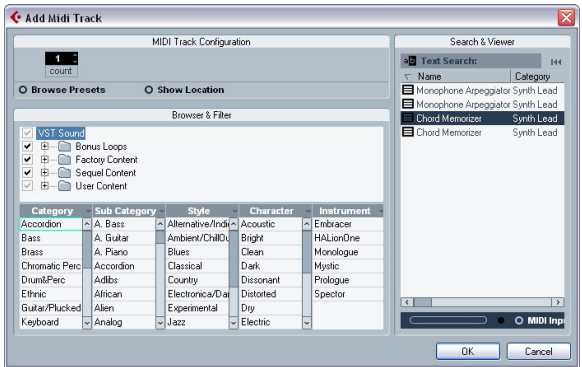 Add Midi Track
MIDI Track Configuration
1
count
Browse Presets
Show Location
Browser & Filter
VST Sound
Bonus Loops
Factory Content
Sequel Content
User Content
Category Sub Category Style Character Instrument
Accordion A. Bass Alternative/Indie Acoustic Embracer
Bass A. Guitar Ambient/ChillOu Bright HALionOne
Brass A. Piano Blues Clean Monologue
Chromatic Perc Accordion Classical Dark Mystic
Drum&Perc Adlibs Country Dissonant Prologue
Ethnic African Electronica/Dan Distorted Spector
Guitar/Plucked Alien Experimental Dry
Keyboard Analog Jazz Electric
Search & Viewer
Text Search:
Name Category
Monophone Arpeggiator Synth Lead
Monophone Arpeggiator Synth Lead
Chord Memorizer Synth Lead
Chord Memorizer Synth Lead
MIDI Inp
OK Cancel